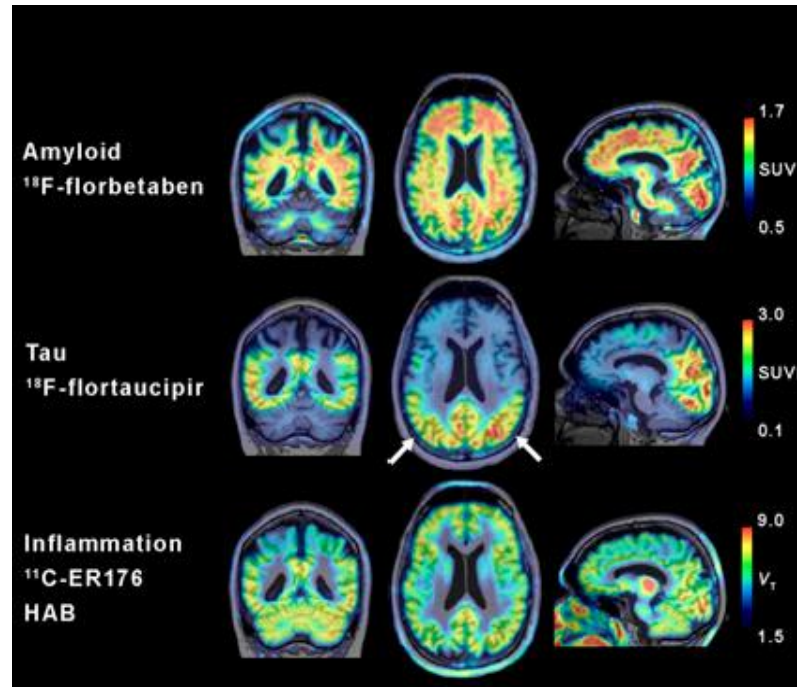 Amyloid
¹⁸F-florbetaben
1.7
SUV
0.5
Tau
¹⁸F-flortaucipir
3.0
SUV
0.1
Inflammation
¹¹C-ER176
HAB
9.0
V_T
1.5